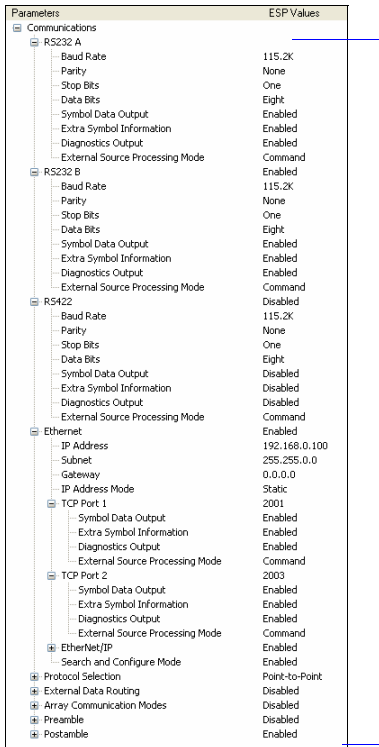 Parameters ESP Values
Communications
RS232 A
Baud Rate 115.2K
Parity None
Stop Bits One
Data Bits Eight
Symbol Data Output Enabled
Extra Symbol Information Enabled
Diagnostics Output Enabled
External Source Processing Mode Command
RS232 B Enabled
Baud Rate 115.2K
Parity None
Stop Bits One
Data Bits Eight
Symbol Data Output Enabled
Extra Symbol Information Enabled
Diagnostics Output Enabled
External Source Processing Mode Command
RS422 Disabled
Baud Rate 115.2K
Parity None
Stop Bits One
Data Bits Eight
Symbol Data Output Disabled
Extra Symbol Information Disabled
Diagnostics Output Disabled
External Source Processing Mode Command
Ethernet Enabled
IP Address 192.168.0.100
Subnet 255.255.0.0
Gateway 0.0.0.0
IP Address Mode Static
TCP Port 1 2001
Symbol Data Output Enabled
Extra Symbol Information Enabled
Diagnostics Output Enabled
External Source Processing Mode Command
TCP Port 2 2003
Symbol Data Output Enabled
Extra Symbol Information Enabled
Diagnostics Output Enabled
External Source Processing Mode Command
EtherNet/IP Enabled
Search and Configure Mode Enabled
Protocol Selection Point-to-Point
External Data Routing Disabled
Array Communication Modes Disabled
Preamble Disabled
Postamble Enabled